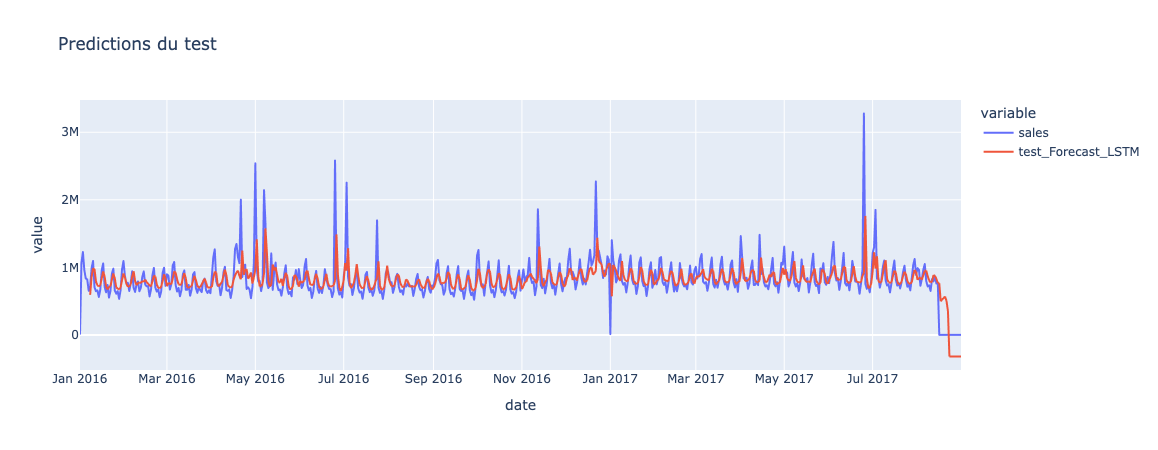 Predictions du test
variable
sales
test_Forecast_LSTM
value
3M
2M
1M
0
Jan 2016
Mar 2016
May 2016
Jul 2016
Sep 2016
Nov 2016
Jan 2017
Mar 2017
May 2017
Jul 2017
date